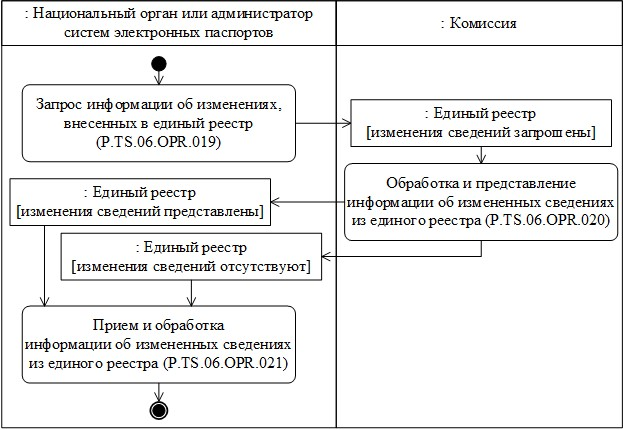 : Национальный орган или администратор
систем электронных паспортов
: Комиссия
Запрос информации об изменениях,
внесенных в единый реестр
(P.TS.06.OPR.019)
: Единый реестр
[изменения сведений запрошены]
Обработка и представление
информации об измененных сведениях
из единого реестра (P.TS.06.OPR.020)
: Единый реестр
[изменения сведений представлены]
: Единый реестр
[изменения сведений отсутствуют]
Прием и обработка
информации об измененных сведениях
из единого реестра (P.TS.06.OPR.021)